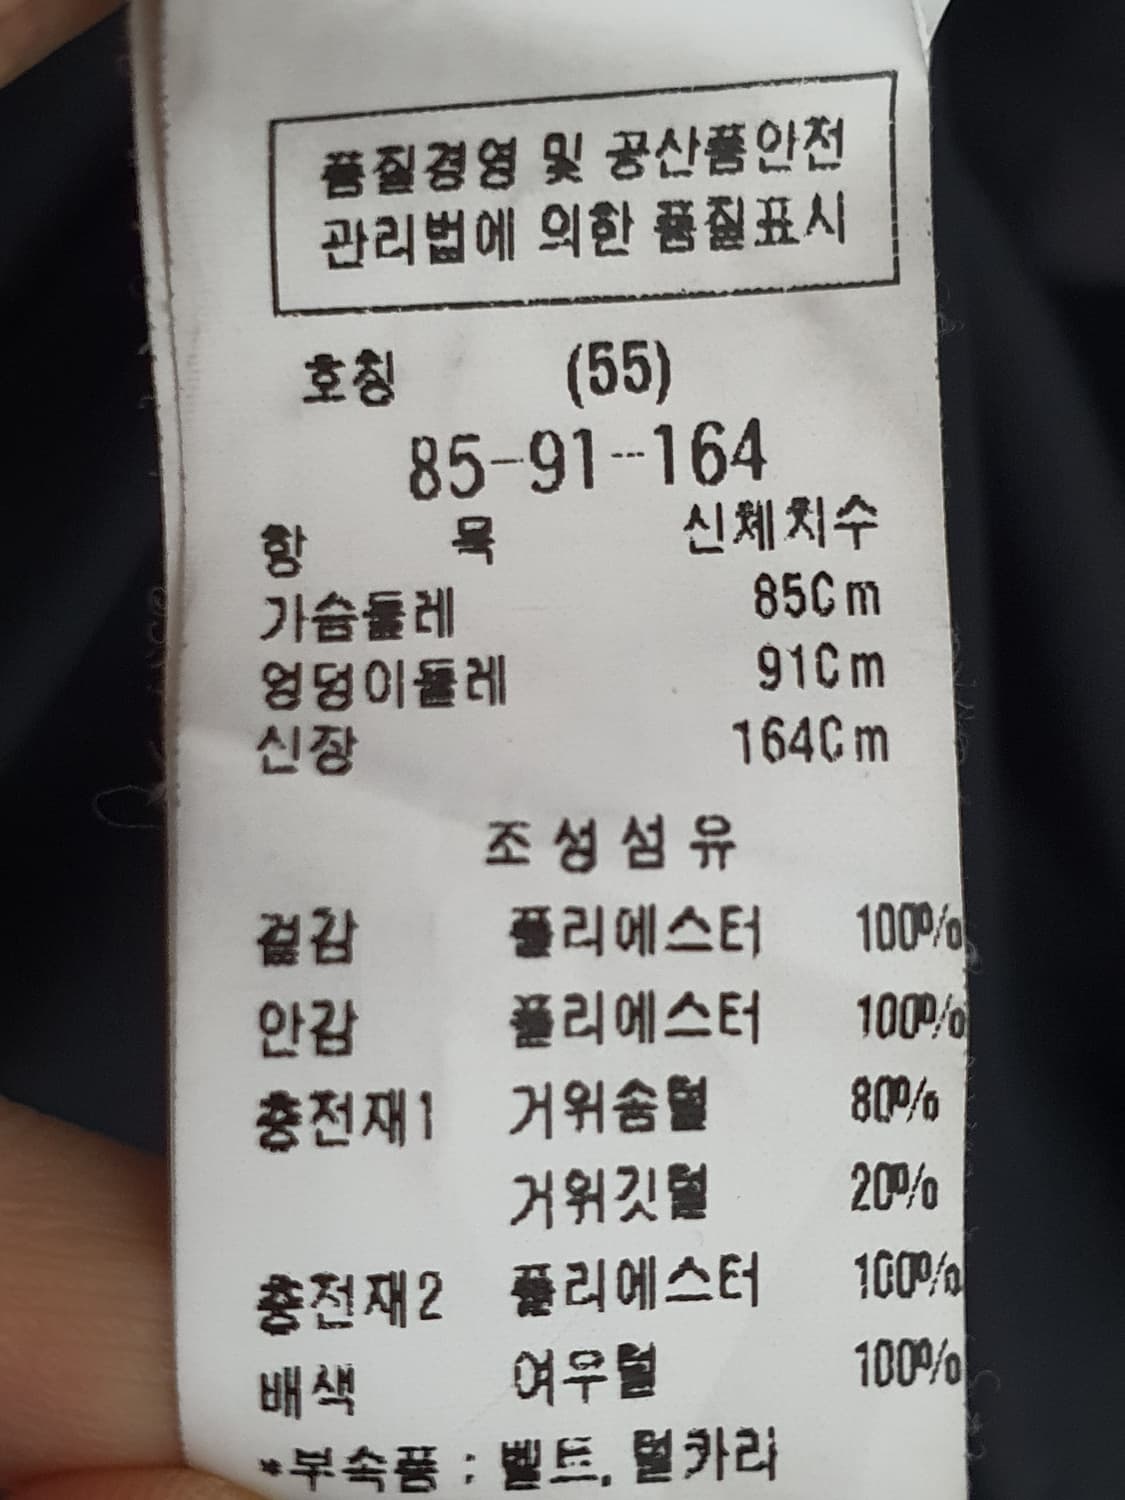 품질경영 및 공산품안전
관리법에 의한 품질표시
호칭 (55)
85-91-164
항 목 신체치수
가슴둘레 85Cm
엉덩이둘레 91Cm
신장 164Cm
조성섬유
겉감 폴리에스터 100%
안감 폴리에스터 100%
충전재1 거위솜털 80%
거위깃털 20%
충전재2 폴리에스터 100%
배색 여우털 100%
*부속품 : 벨트, 털카라